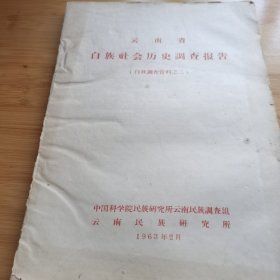 云南省
白族社会历史调查报告
（白族调查资料之二）
中国科学院民族研究所云南民族调查组
云南民族研究所
1963年2月